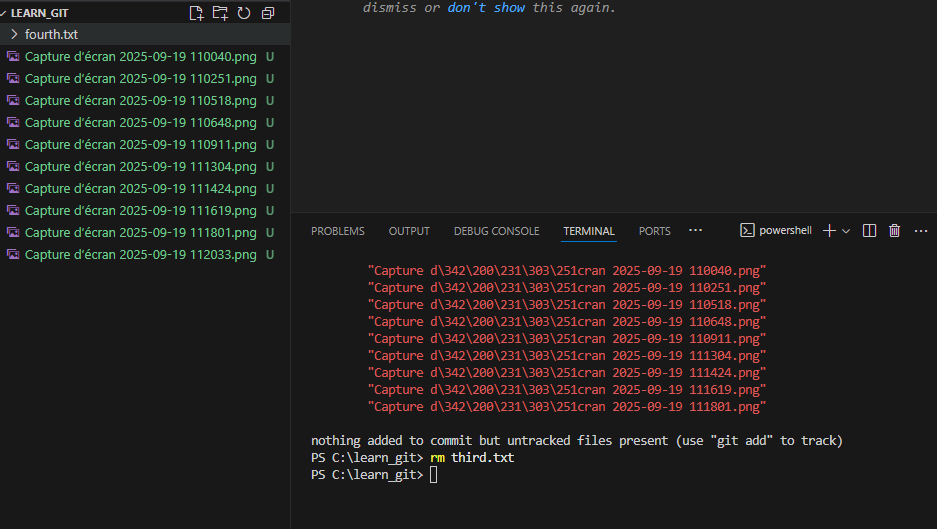 LEARN_GIT
fourth.txt
Capture d'écran 2025-09-19 110040.png U
Capture d'écran 2025-09-19 110251.png U
Capture d'écran 2025-09-19 110518.png U
Capture d'écran 2025-09-19 110648.png U
Capture d'écran 2025-09-19 110911.png U
Capture d'écran 2025-09-19 111304.png U
Capture d'écran 2025-09-19 111424.png U
Capture d'écran 2025-09-19 111619.png U
Capture d'écran 2025-09-19 111801.png U
Capture d'écran 2025-09-19 112033.png U
dismiss or don't show this again.
PROBLEMS OUTPUT DEBUG CONSOLE TERMINAL PORTS ··· powershell
"Capture d\342\200\231\303\251cran 2025-09-19 110040.png"
"Capture d\342\200\231\303\251cran 2025-09-19 110251.png"
"Capture d\342\200\231\303\251cran 2025-09-19 110518.png"
"Capture d\342\200\231\303\251cran 2025-09-19 110648.png"
"Capture d\342\200\231\303\251cran 2025-09-19 110911.png"
"Capture d\342\200\231\303\251cran 2025-09-19 111304.png"
"Capture d\342\200\231\303\251cran 2025-09-19 111424.png"
"Capture d\342\200\231\303\251cran 2025-09-19 111619.png"
"Capture d\342\200\231\303\251cran 2025-09-19 111801.png"
nothing added to commit but untracked files present (use "git add" to track)
PS C:\learn_git> rm third.txt
PS C:\learn_git>